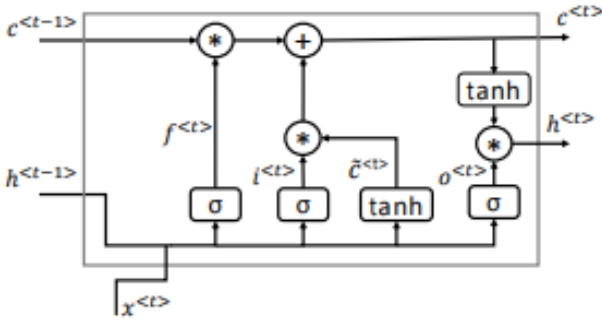 c<t-1>
c<t>
*
+
tanh
f<t>
*
*
h<t>
h<t-1>
i<t>
c̃<t>
o<t>
σ
σ
tanh
σ
x<t>